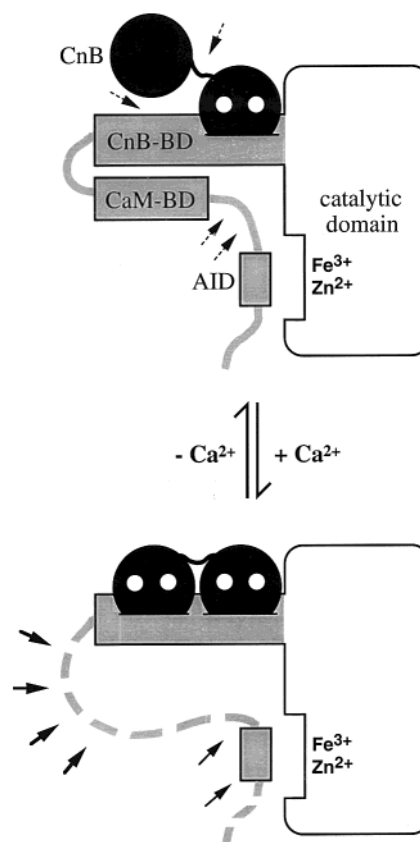 CnB
CnB-BD
CaM-BD
catalytic
domain
AID
Fe3+
Zn2+
- Ca2+ + Ca2+
Fe3+
Zn2+